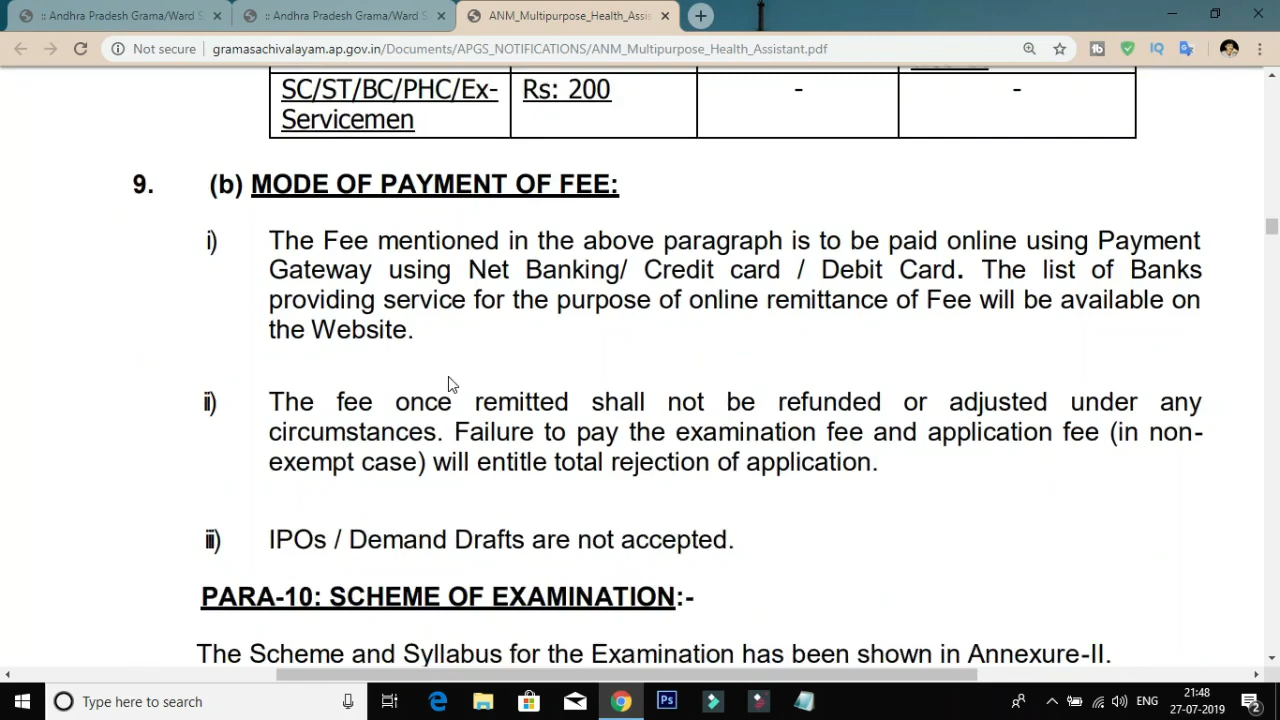 :: Andhra Pradesh Grama/Ward S
:: Andhra Pradesh Grama/Ward S
ANM_Multipurpose_Health_Assis
Not secure
gramasachivalayam.ap.gov.in/Documents/APGS_NOTIFICATIONS/ANM_Multipurpose_Health_Assistant.pdf
SC/ST/BC/PHC/Ex- Rs: 200 - -
Servicemen
9. (b) MODE OF PAYMENT OF FEE:
i) The Fee mentioned in the above paragraph is to be paid online using Payment
Gateway using Net Banking/ Credit card / Debit Card. The list of Banks
providing service for the purpose of online remittance of Fee will be available on
the Website.
ii) The fee once remitted shall not be refunded or adjusted under any
circumstances. Failure to pay the examination fee and application fee (in non-
exempt case) will entitle total rejection of application.
iii) IPOs / Demand Drafts are not accepted.
PARA-10: SCHEME OF EXAMINATION:-
The Scheme and Syllabus for the Examination has been shown in Annexure-II.
Type here to search
Ps
ENG
21:48
27-07-2019
2